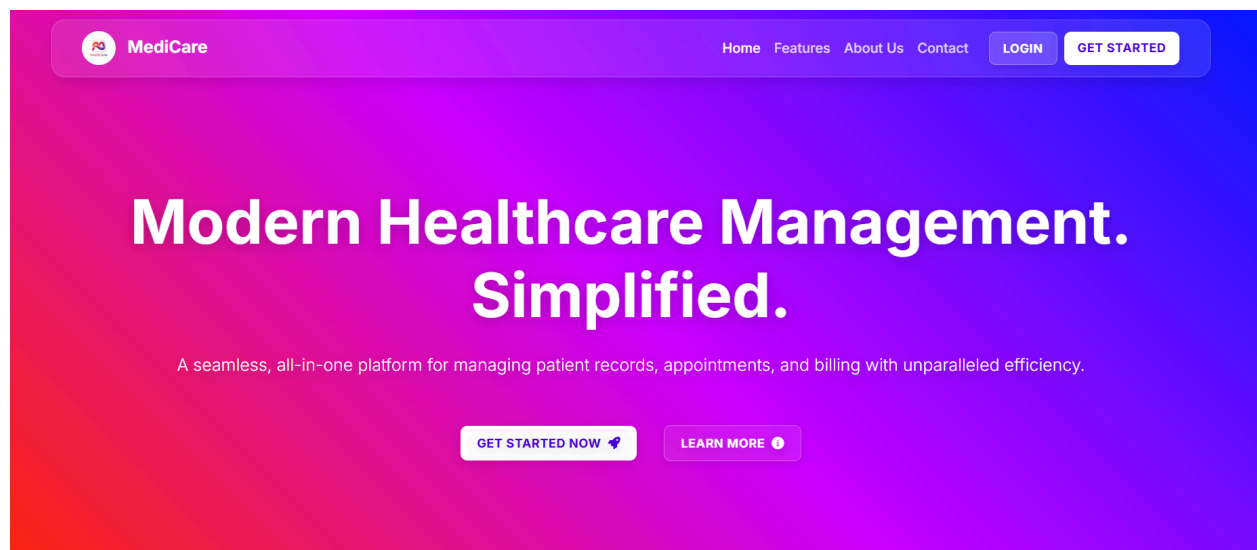 MediCare
Home Features About Us Contact LOGIN GET STARTED
Modern Healthcare Management.
Simplified.
A seamless, all-in-one platform for managing patient records, appointments, and billing with unparalleled efficiency.
GET STARTED NOW
LEARN MORE